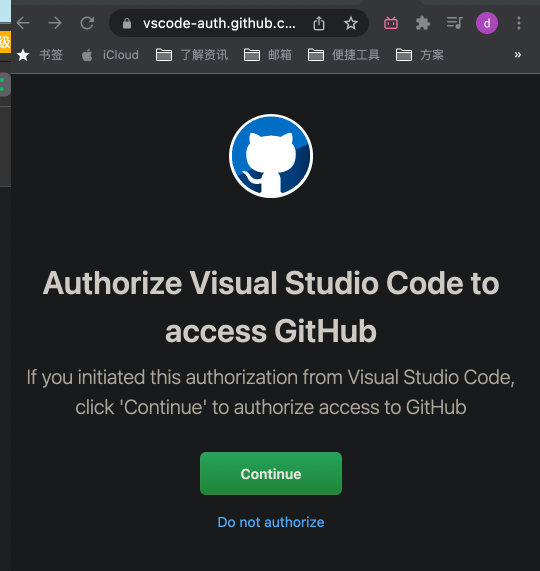 级
vscode-auth.github.c...
d
书签 iCloud 了解资讯 邮箱 便捷工具 方案 »
Authorize Visual Studio Code to
access GitHub
If you initiated this authorization from Visual Studio Code,
click 'Continue' to authorize access to GitHub
Continue
Do not authorize